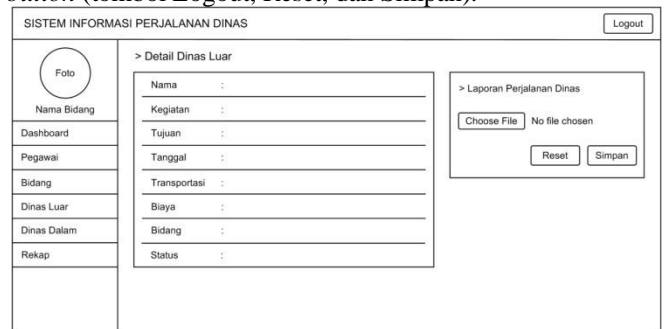 button (tombol Logout, Reset, dan Simpan).
SISTEM INFORMASI PERJALANAN DINAS
Logout
Foto
Nama Bidang
Dashboard
Pegawai
Bidang
Dinas Luar
Dinas Dalam
Rekap
> Detail Dinas Luar
Nama :
Kegiatan :
Tujuan :
Tanggal :
Transportasi :
Biaya :
Bidang :
Status :
> Laporan Perjalanan Dinas
Choose File No file chosen
Reset Simpan